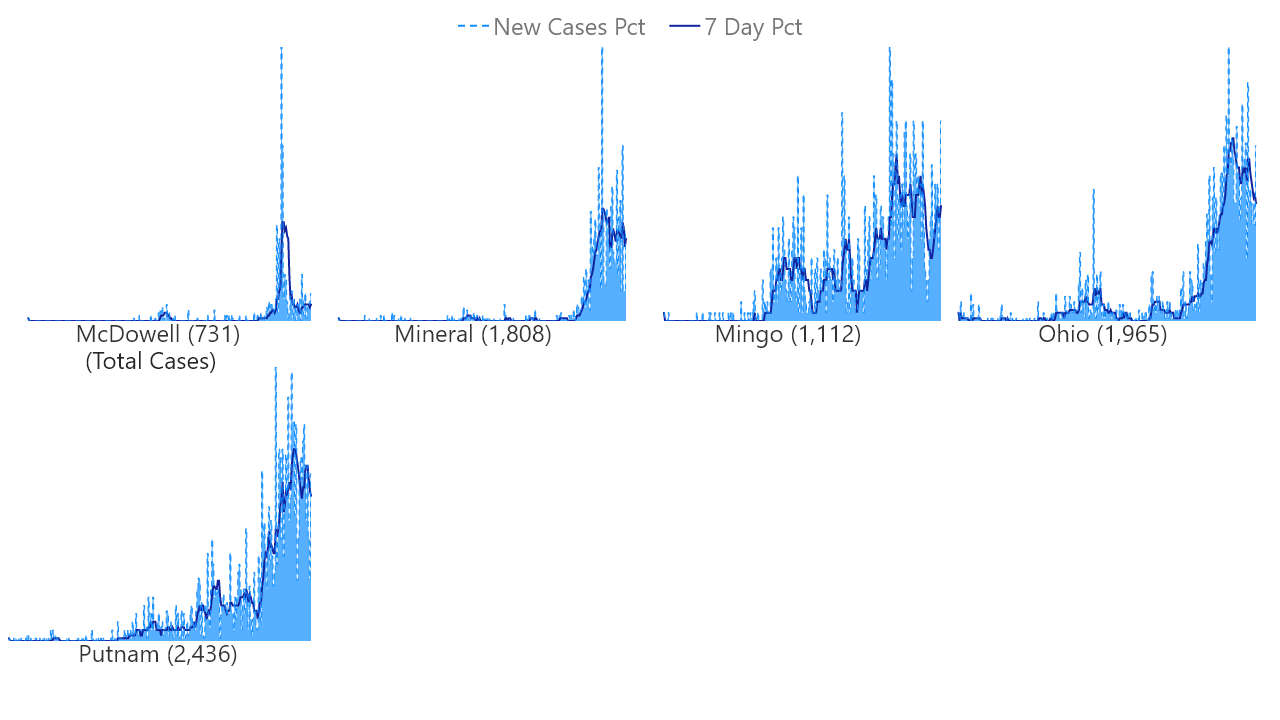 New Cases Pct 7 Day Pct
McDowell (731) Mineral (1,808) Mingo (1,112) Ohio (1,965)
(Total Cases)
Putnam (2,436)